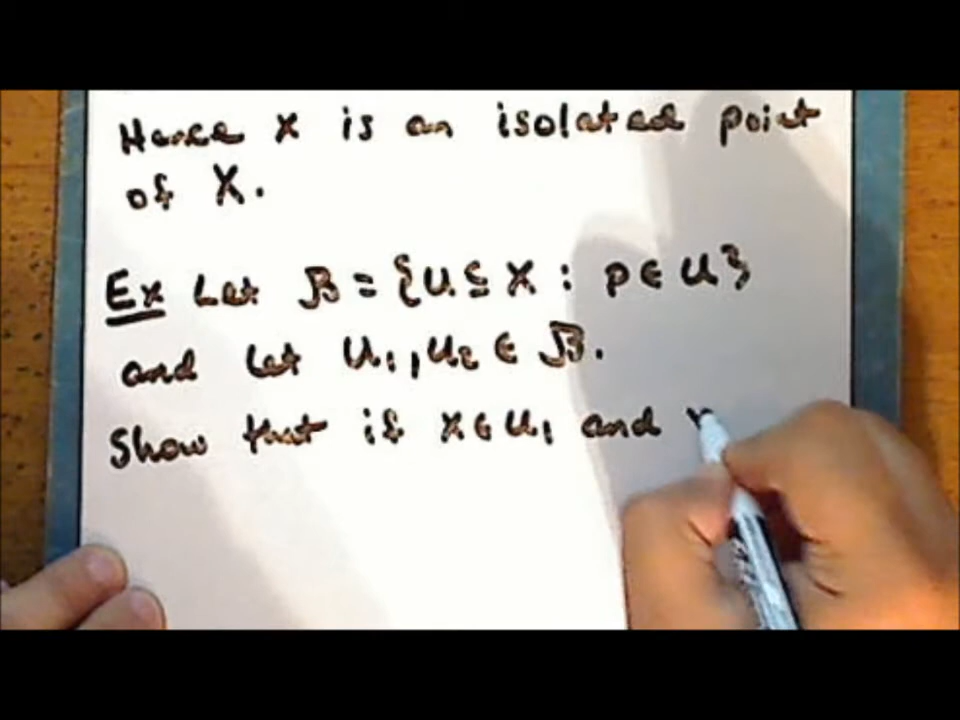 Hence x is an isolated point
of X.
Ex Let B = {U ⊆ X : p ∈ U}
and let U₁, U₂ ∈ B.
Show that if x ∈ U₁ and